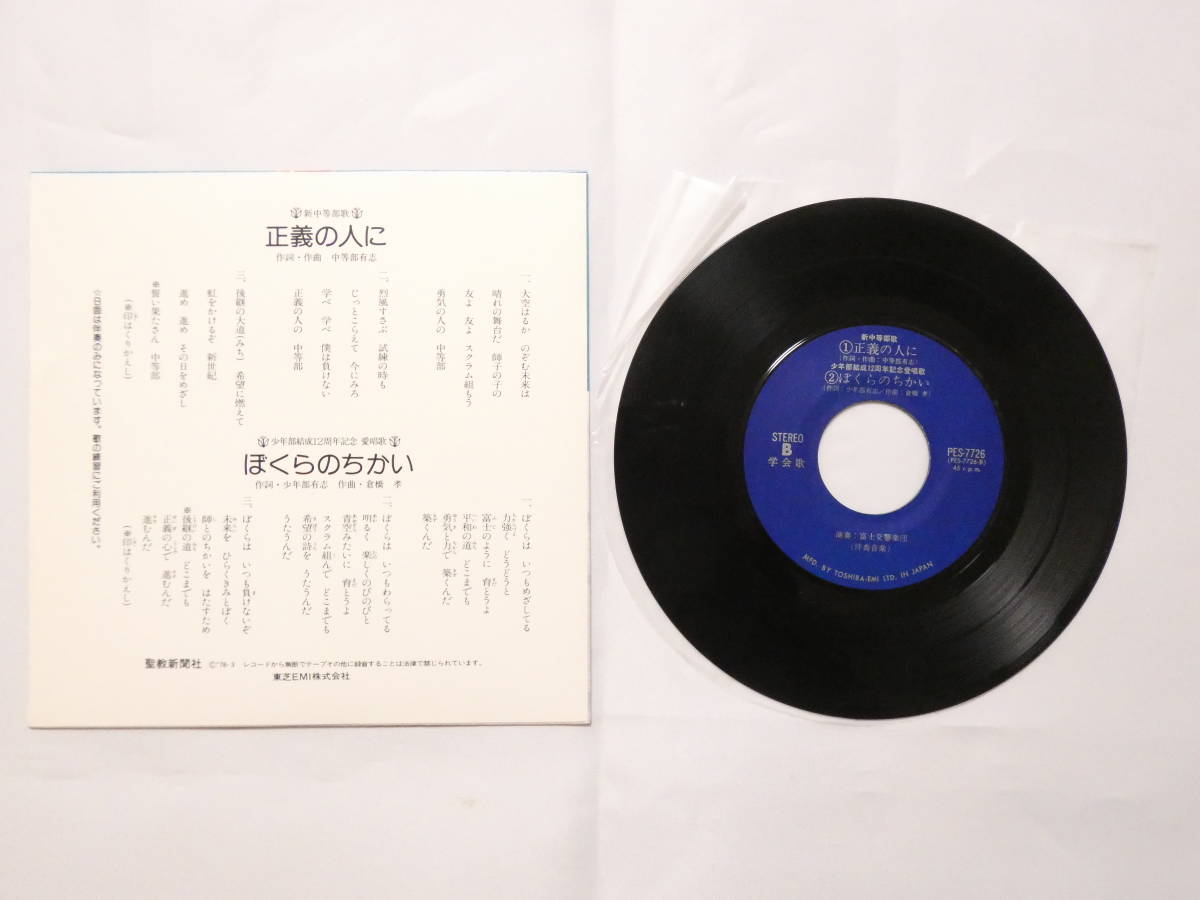 新中等部歌
正義の人に
作詞・作曲 中等部有志
一、大空はるか のぞむ未来は
晴れの舞台だ 師子の子の
友よ 友よ スクラム組もう
勇気の人の 中等部
二、烈風すさぶ 試練の時も
じっとこらえて 今にみろ
学べ 学べ 僕は負けない
正義の人の 中等部
三、後継の大道(みち) 希望に燃えて
虹をかけるぞ 新世紀
進め 進め その日をめざし
※誓い果たさん 中等部
(※印はくりかえし)
少年部結成12周年記念 愛唱歌
ぼくらのちかい
作詞・少年部有志 作曲・倉橋 孝
一、ぼくらは いつもめざしてる
力強く どうどうと
富士のように 育とうよ
平和の道 どこまでも
勇気と力で 築くんだ
築くんだ
二、ぼくらは いつもわらってる
明るく 楽しくのびのびと
青空みたいに 育とうよ
スクラム組んで どこまでも
希望の詩を うたうんだ
うたうんだ
三、ぼくらは いつも負けないぞ
未来を ひらくきみとぼく
師とのちかいを はたすため
※後継の道 どこまでも
正義の心で 進むんだ
進むんだ
(※印はくりかえし)
☆B面は伴奏のみになっています。歌の練習にご利用ください。
聖教新聞社 ©'76・3 レコードから無断でテープその他に録音することは法律で禁じられています。
東芝EMI株式会社
新中等部歌
①正義の人に
(作詞・作曲:中等部有志)
少年部結成12周年記念愛唱歌
②ぼくらのちかい
(作詞:少年部有志/作曲:倉橋 孝)
STEREO
B
学会歌
PES-7726
(PES-7726-B)
45 r.p.m.
演奏:富士交響楽団
(伴奏音楽)
MFD. BY TOSHIBA-EMI LTD. IN JAPAN